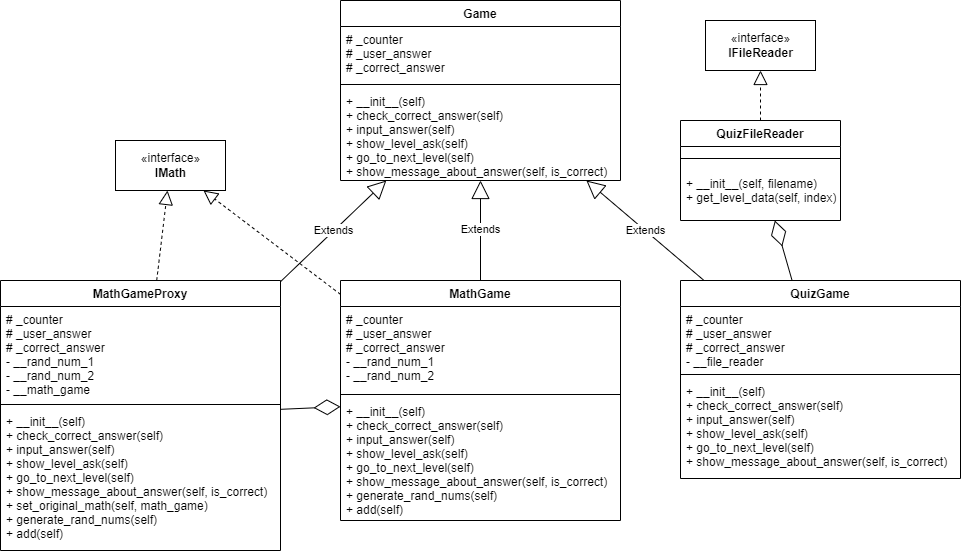 Game
# _counter
# _user_answer
# _correct_answer
+ __init__(self)
+ check_correct_answer(self)
+ input_answer(self)
+ show_level_ask(self)
+ go_to_next_level(self)
+ show_message_about_answer(self, is_correct)
«interface»
IFileReader
QuizFileReader
+ __init__(self, filename)
+ get_level_data(self, index)
«interface»
IMath
Extends
Extends
Extends
MathGameProxy
# _counter
# _user_answer
# _correct_answer
- __rand_num_1
- __rand_num_2
- __math_game
+ __init__(self)
+ check_correct_answer(self)
+ input_answer(self)
+ show_level_ask(self)
+ go_to_next_level(self)
+ show_message_about_answer(self, is_correct)
+ set_original_math(self, math_game)
+ generate_rand_nums(self)
+ add(self)
MathGame
# _counter
# _user_answer
# _correct_answer
- __rand_num_1
- __rand_num_2
+ __init__(self)
+ check_correct_answer(self)
+ input_answer(self)
+ show_level_ask(self)
+ go_to_next_level(self)
+ show_message_about_answer(self, is_correct)
+ generate_rand_nums(self)
+ add(self)
QuizGame
# _counter
# _user_answer
# _correct_answer
- __file_reader
+ __init__(self)
+ check_correct_answer(self)
+ input_answer(self)
+ show_level_ask(self)
+ go_to_next_level(self)
+ show_message_about_answer(self, is_correct)